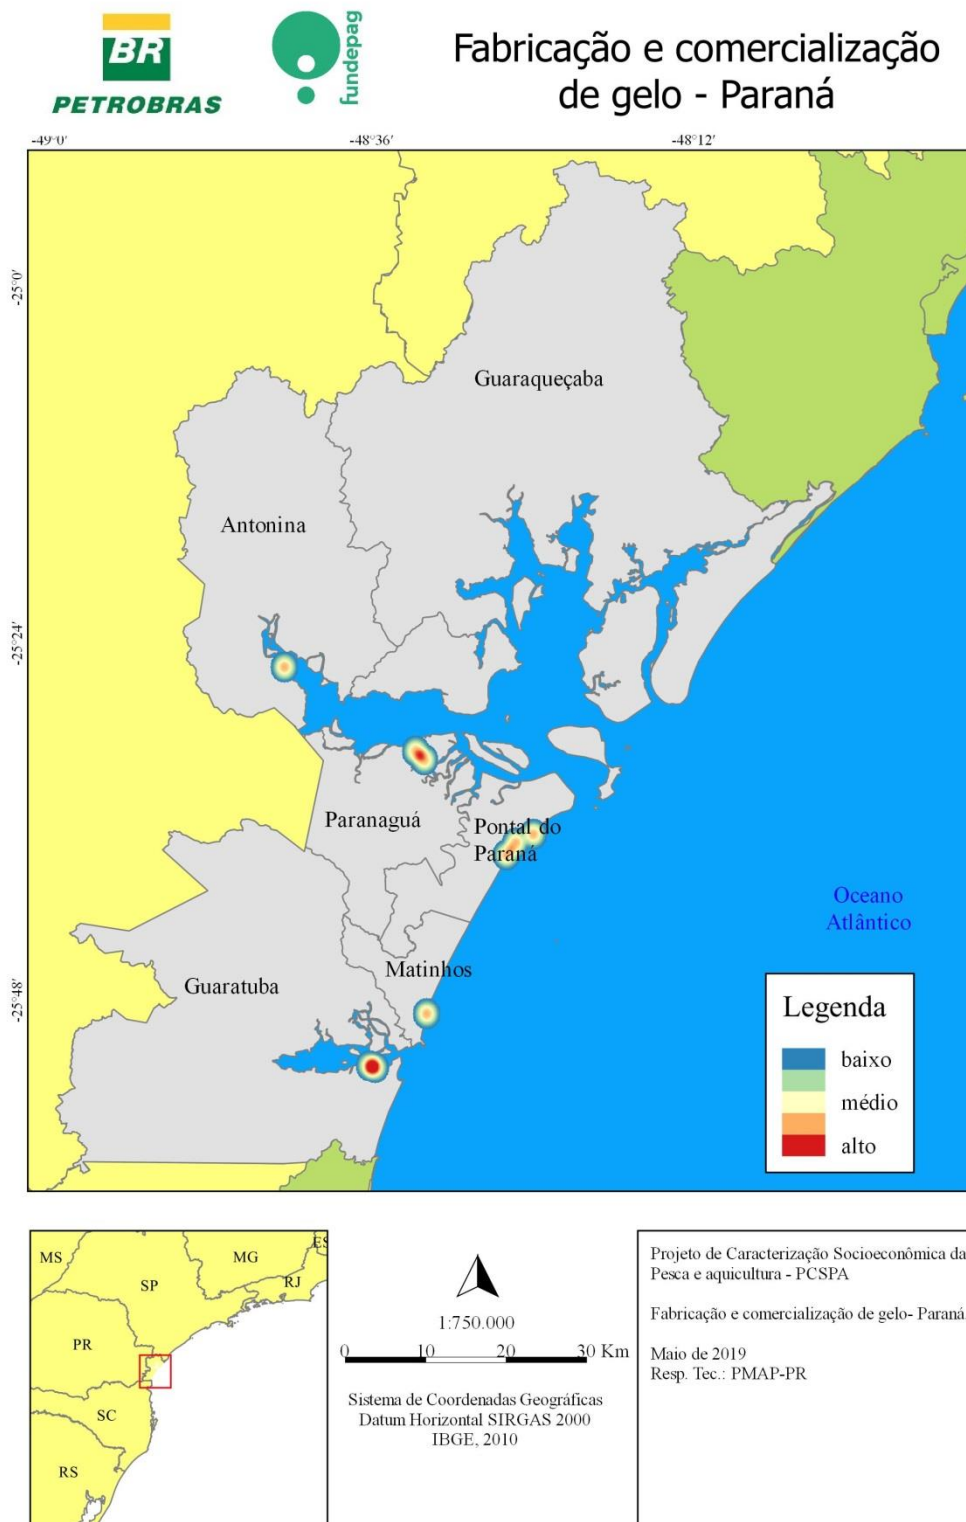 BR
PETROBRAS
fundepag
Fabricação e comercialização
de gelo - Paraná
-49°0'
-48°36'
-48°12'
-25°0'
-25°24'
-25°48'
Guaraqueçaba
Antonina
Paranaguá
Pontal do
Paraná
Matinhos
Guaratuba
Oceano
Atlântico
Legenda
baixo
médio
alto
MS
MG
ES
SP
RJ
PR
SC
RS
1:750.000
0 10 20 30 Km
Sistema de Coordenadas Geográficas
Datum Horizontal SIRGAS 2000
IBGE, 2010
Projeto de Caracterização Socioeconômica da
Pesca e aquicultura - PCSPA
Fabricação e comercialização de gelo- Paraná
Maio de 2019
Resp. Tec.: PMAP-PR